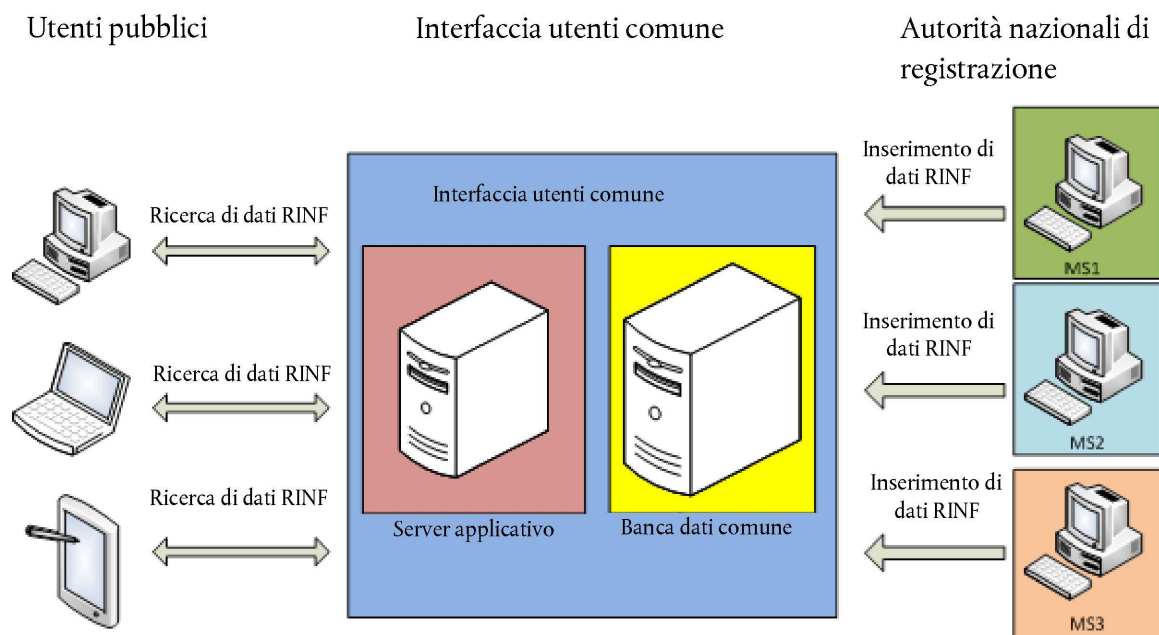 Utenti pubblici
Interfaccia utenti comune
Autorità nazionali di
registrazione
Ricerca di dati RINF
Ricerca di dati RINF
Ricerca di dati RINF
Interfaccia utenti comune
Server applicativo
Banca dati comune
Inserimento di
dati RINF
MS1
Inserimento di
dati RINF
MS2
Inserimento di
dati RINF
MS3